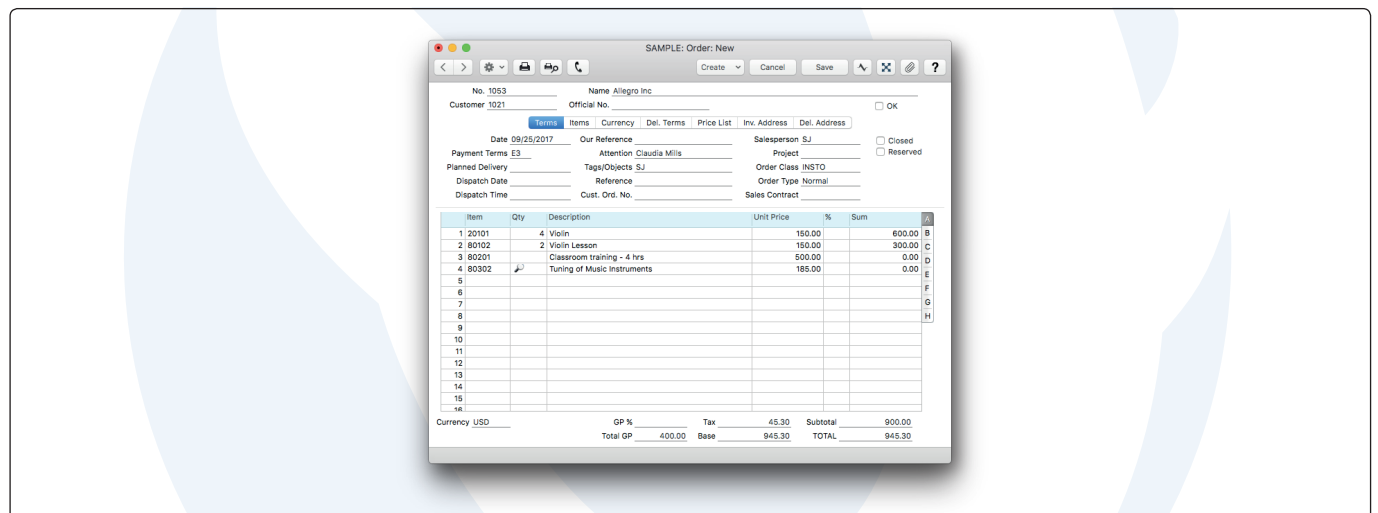 SAMPLE: Order: New
Create Cancel Save ?
No. 1053 Name Allegro Inc
Customer 1021 Official No. OK
Terms Items Currency Del. Terms Price List Inv. Address Del. Address
Date 09/25/2017 Our Reference Salesperson SJ Closed
Payment Terms E3 Attention Claudia Mills Project Reserved
Planned Delivery Tags/Objects SJ Order Class INSTO
Dispatch Date Reference Order Type Normal
Dispatch Time Cust. Ord. No. Sales Contract
Item Qty Description Unit Price % Sum A
1 20101 4 Violin 150.00 600.00 B
2 80102 2 Violin Lesson 150.00 300.00 C
3 80201 Classroom training - 4 hrs 500.00 0.00 D
4 80302 Tuning of Music Instruments 185.00 0.00 E
5
6 F
7 G
8 H
9
10
11
12
13
14
15
16
Currency USD GP % Tax 45.30 Subtotal 900.00
Total GP 400.00 Base 945.30 TOTAL 945.30